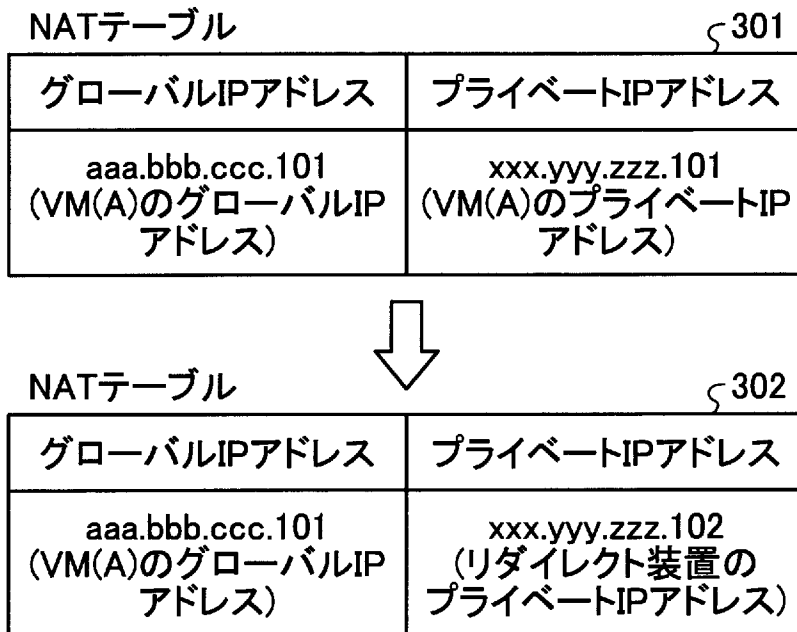 NATテーブル 301
グローバルIPアドレス プライベートIPアドレス
aaa.bbb.ccc.101
(VM(A)のグローバルIP
アドレス)
xxx.yyy.zzz.101
(VM(A)のプライベートIP
アドレス)
NATテーブル 302
グローバルIPアドレス プライベートIPアドレス
aaa.bbb.ccc.101
(VM(A)のグローバルIP
アドレス)
xxx.yyy.zzz.102
(リダイレクト装置の
プライベートIPアドレス)